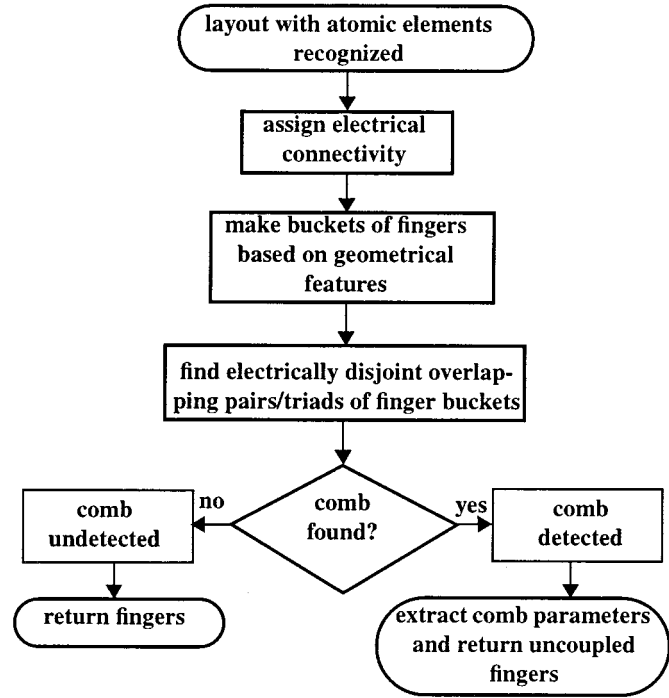 layout with atomic elements
recognized
assign electrical
connectivity
make buckets of fingers
based on geometrical
features
find electrically disjoint overlap-
ping pairs/triads of finger buckets
comb
found?
no
yes
comb
undetected
comb
detected
return fingers
extract comb parameters
and return uncoupled
fingers